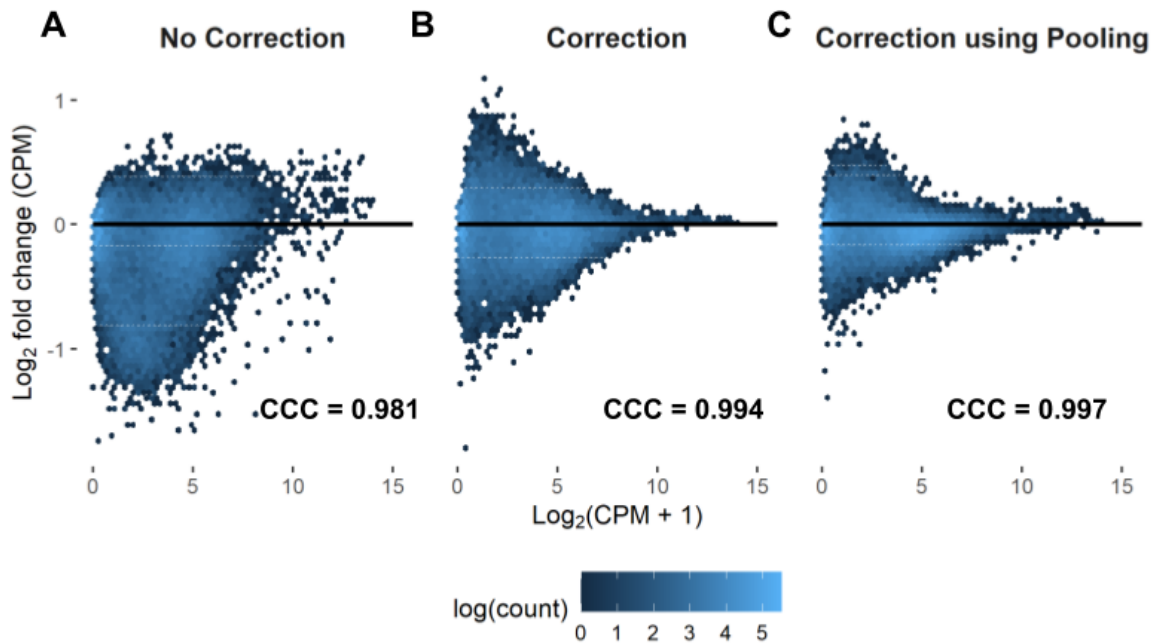 A No Correction
B Correction
C Correction using Pooling
Log₂ fold change (CPM)
1
0
-1
CCC = 0.981
CCC = 0.994
CCC = 0.997
0 5 10 15
0 5 10 15
0 5 10 15
Log₂(CPM + 1)
log(count)
0 1 2 3 4 5